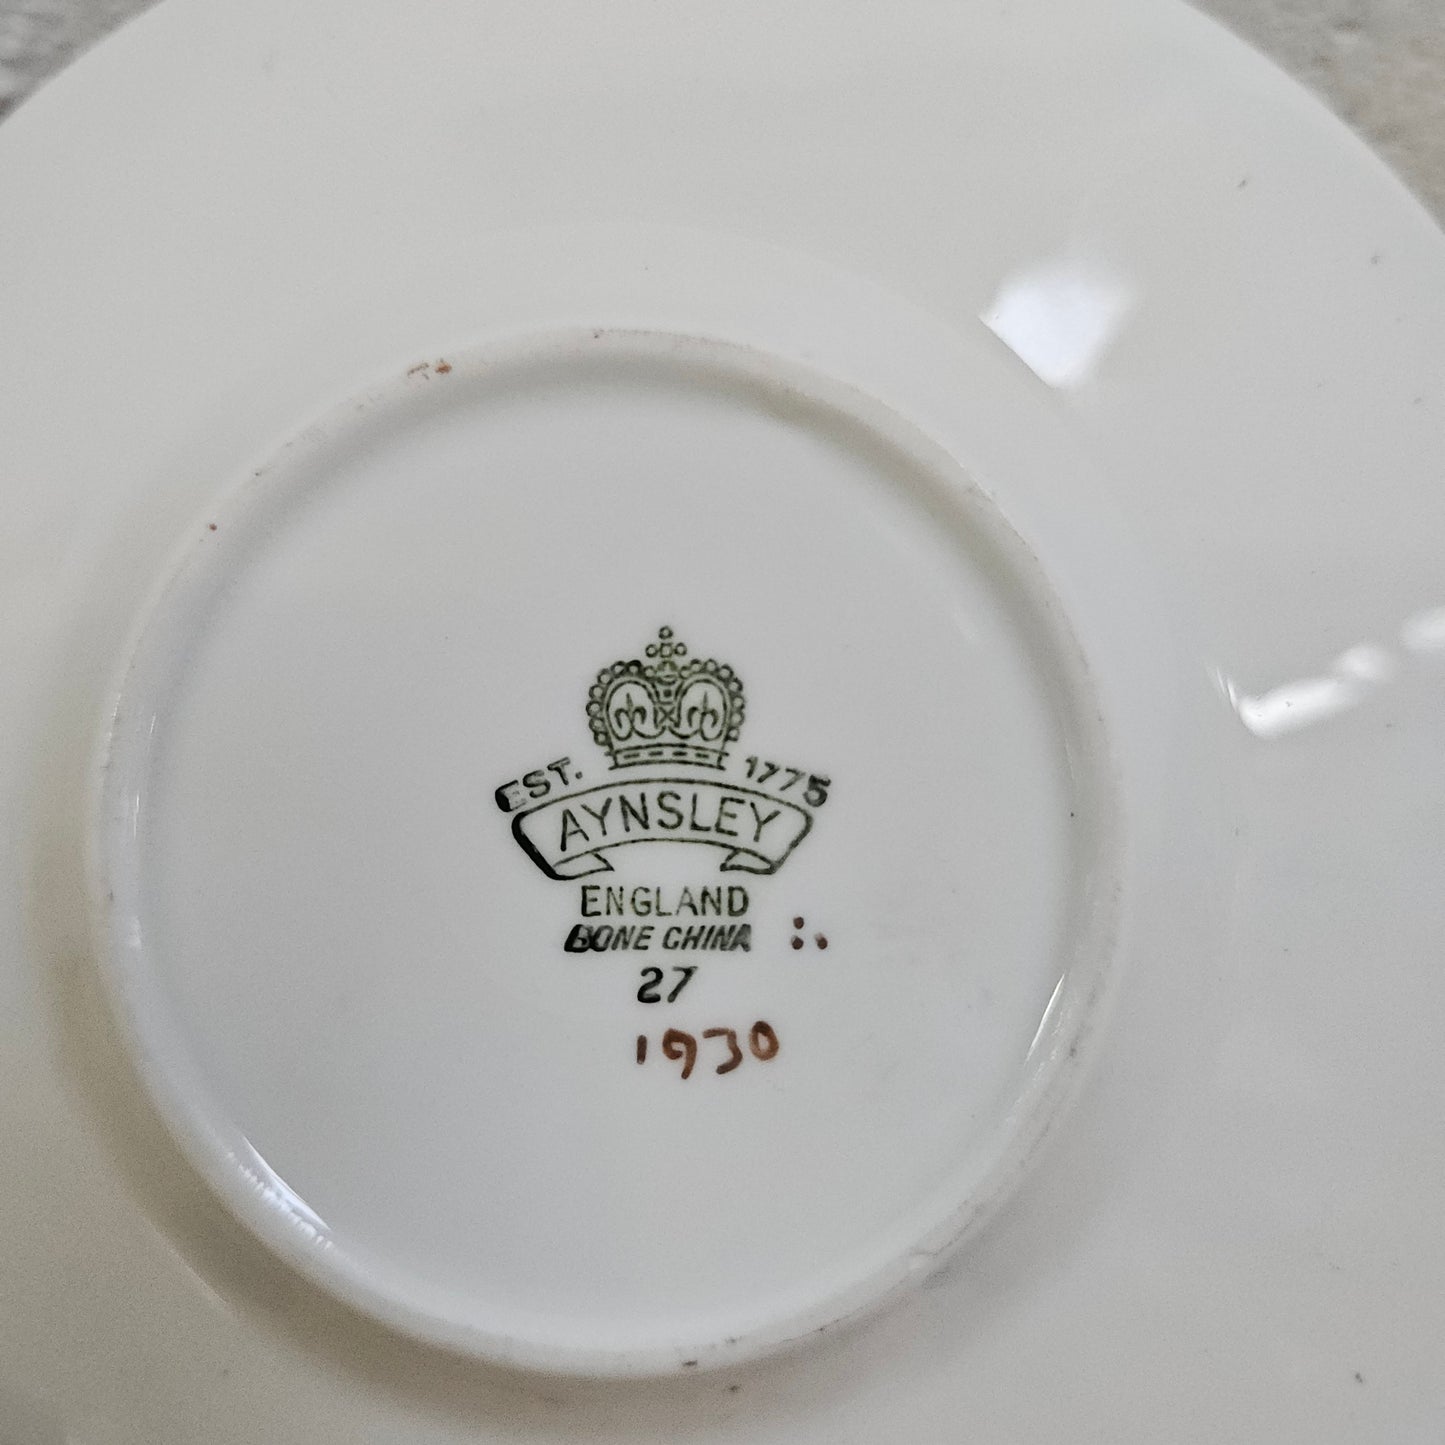 EST. 1775
AYNSLEY
ENGLAND
BONE CHINA
27
1930